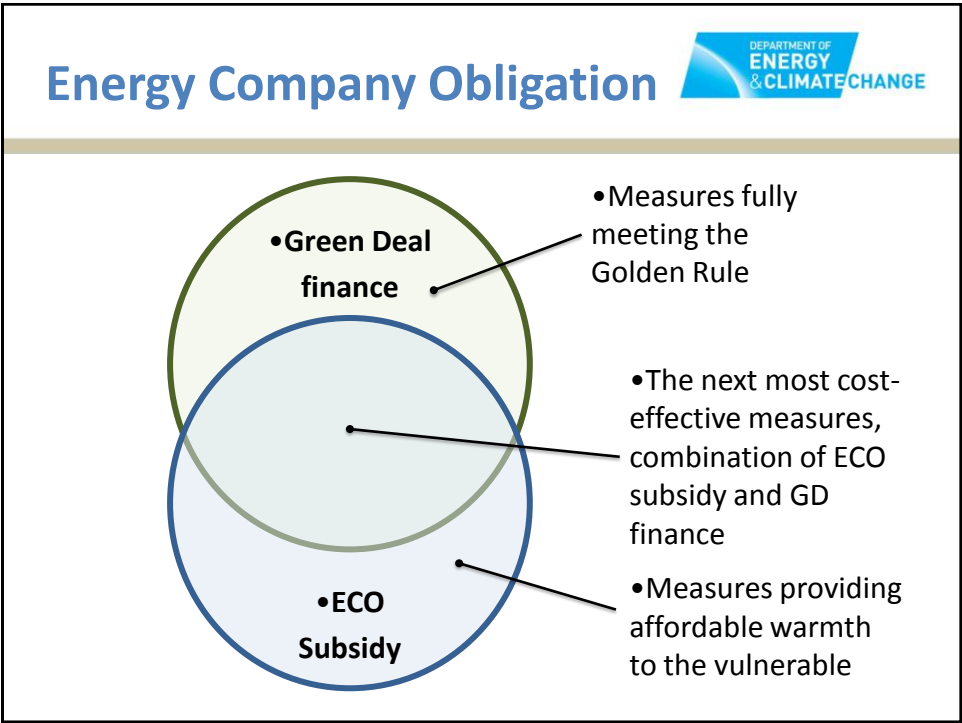 Energy Company Obligation
DEPARTMENT OF
ENERGY
& CLIMATE CHANGE
•Green Deal
finance
•Measures fully
meeting the
Golden Rule
•The next most cost-
effective measures,
combination of ECO
subsidy and GD
finance
•ECO
Subsidy
•Measures providing
affordable warmth
to the vulnerable